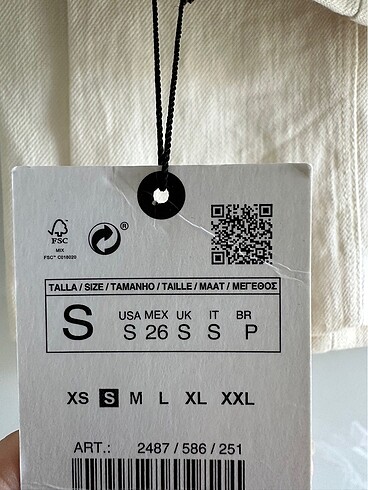 ®
FSC
MIX
FSC™ C018020
TALLA / SIZE / TAMANHO / TAILLE / MAAT / ΜΕΓΕΘΟΣ
S
USA MEX UK IT BR
S 26 S S P
XS S M L XL XXL
ART.: 2487 / 586 / 251